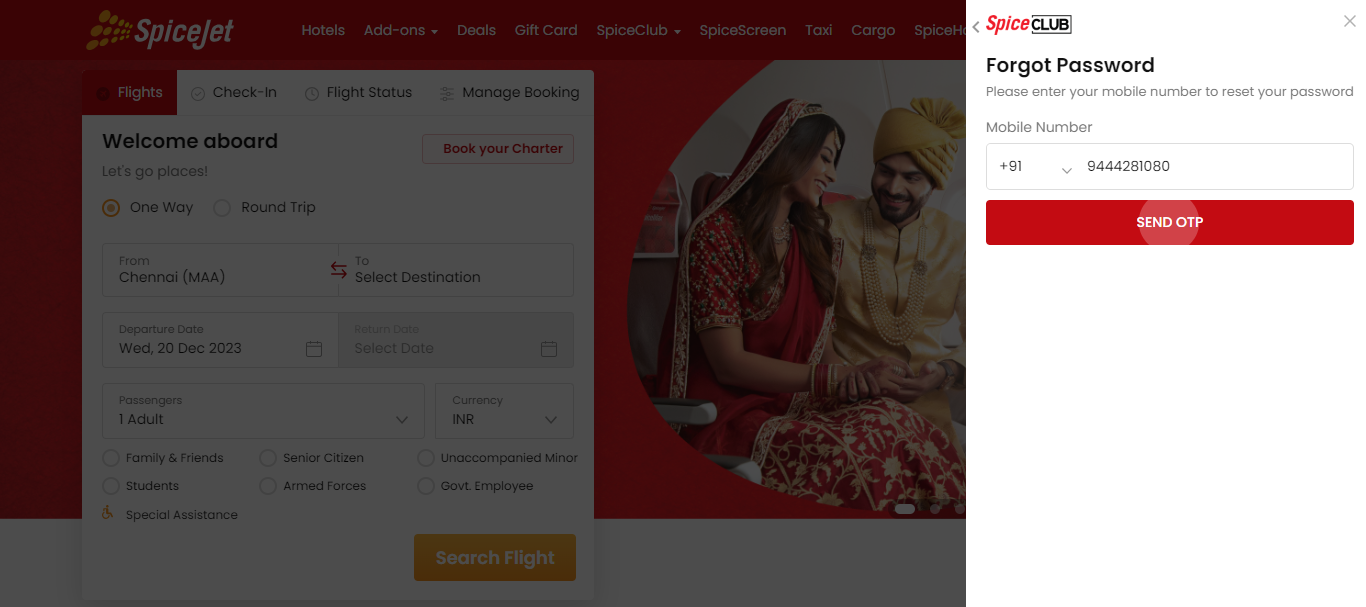 SpiceJet
Hotels Add-ons Deals Gift Card SpiceClub SpiceScreen Taxi Cargo
Flights Check-In Flight Status Manage Booking
Welcome aboard
Book your Charter
Let's go places!
One Way Round Trip
From
Chennai (MAA)
To
Select Destination
Departure Date
Wed, 20 Dec 2023
Return Date
Select Date
Passengers
1 Adult
Currency
INR
Family & Friends Senior Citizen Unaccompanied Minor
Students Armed Forces Govt. Employee
Special Assistance
Search Flight
SpiceCLUB
Forgot Password
Please enter your mobile number to reset your password
Mobile Number
+91 9444281080
SEND OTP